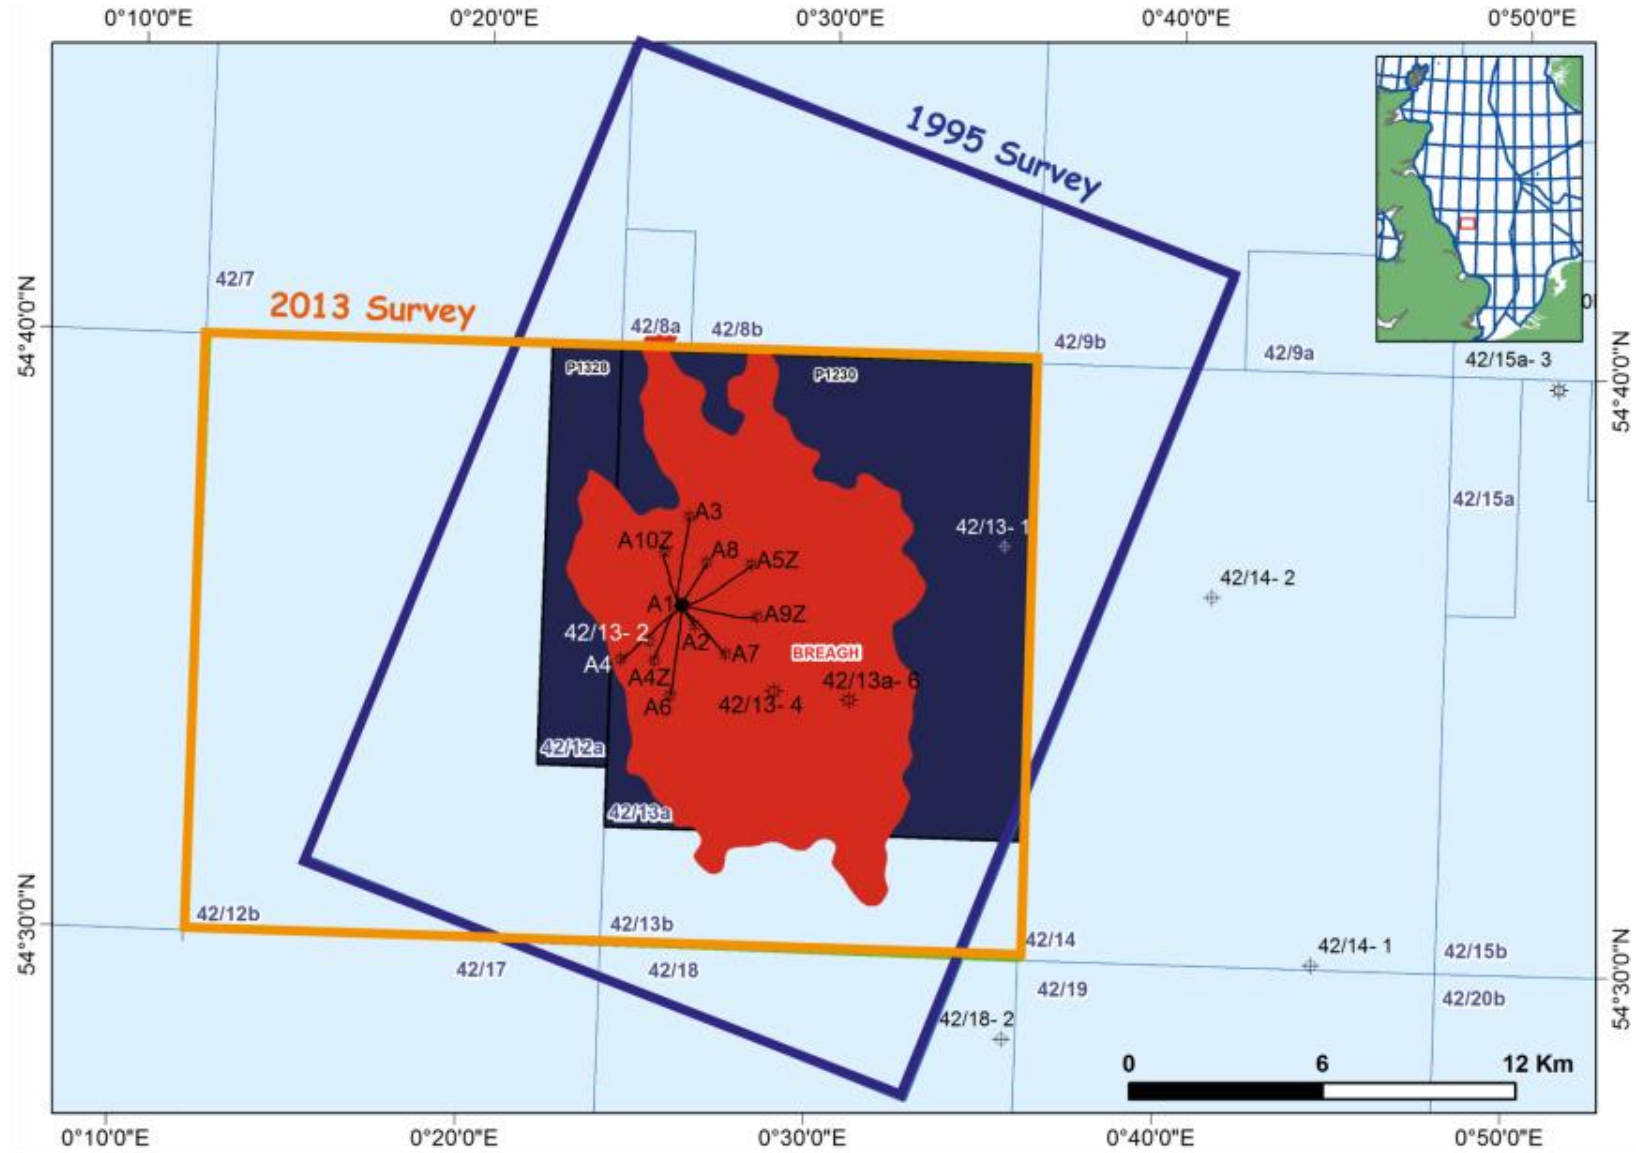 0°10'0"E
0°20'0"E
0°30'0"E
0°40'0"E
0°50'0"E
1995 Survey
42/7
2013 Survey
54°40'0"N
42/8a
42/8b
42/9b
42/9a
42/15a- 3
54°40'0"N
P1328
P1230
42/15a
A3
42/13- 1
A10Z
A8
A5Z
42/14- 2
A1
A9Z
42/13- 2
A2
A7
BREAGH
A4
A4Z
42/13a- 6
A6
42/13- 4
42/12a
42/13a
54°30'0"N
42/12b
42/13b
42/14
42/14- 1
42/15b
42/17
42/18
42/19
42/20b
54°30'0"N
42/18- 2
0
6
12 Km
0°10'0"E
0°20'0"E
0°30'0"E
0°40'0"E
0°50'0"E